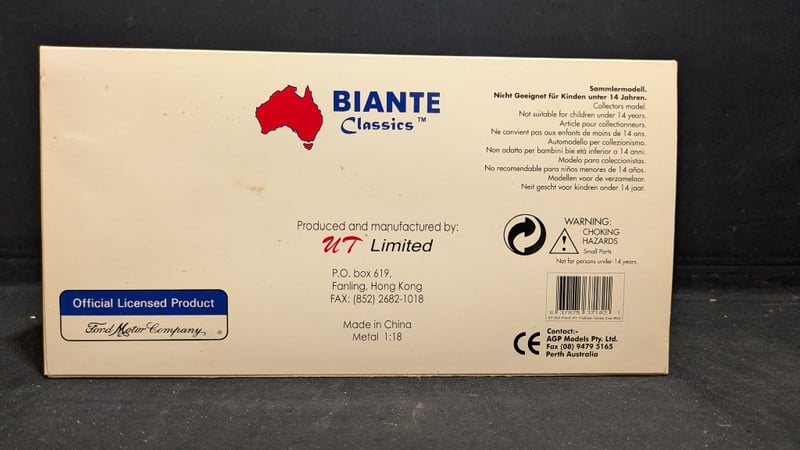 BIANTE
Classics™
Sammlermodell.
Nicht Geeignet für Kinden unter 14 Jahren.
Collectors model.
Not suitable for children under 14 years.
Article pour collectionneurs.
Ne convient pas aux enfants de moins de 14 ans.
Automodello per collezionismo.
Non adatto per bambini bie età inferior a 14 anni.
Modelo para coleccionistas.
No recomendable para niños menores de 14 años.
Modellen voor de verzamelaar.
Neit gescht voor kindren onder 14 jaar.
Produced and manufactured by:
UT Limited
P.O. box 619,
Fanling, Hong Kong
FAX: (852) 2682-1018
Made in China
Metal 1:18
WARNING:
CHOKING
HAZARDS
Small Parts
Not for persons under 14 years.
Official Licensed Product
Ford Motor Company, ®
CE
Contact:-
AGP Models Pty. Ltd.
Fax (08) 9479 5165
Perth Australia